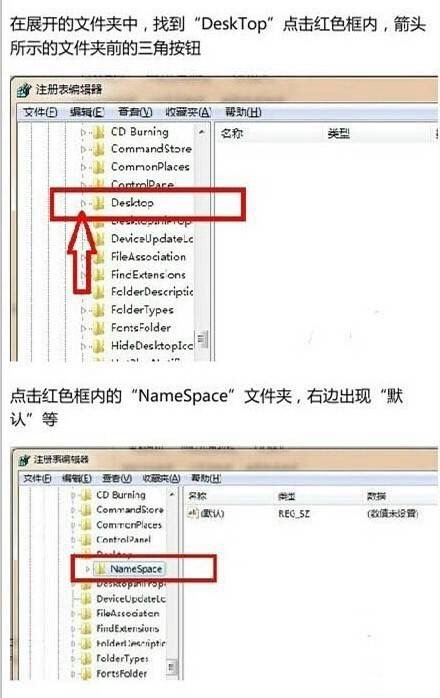 在展开的文件夹中，找到“DeskTop”点击红色框内，箭头
所示的文件夹前的三角按钮
注册表编辑器
文件(F) 编辑(E) 查看(V) 收藏夹(A) 帮助(H)
CD Burning
名称 类型
CommandStore
CommonPlaces
ControlPane
Desktop
DesktopIniProp
DeviceUpdateLc
FileAssociation
FindExtensions
FolderDescriptic
FolderTypes
FontsFolder
HideDesktopIcc
点击红色框内的“NameSpace”文件夹，右边出现“默
认”等
注册表编辑器
文件(F) 编辑(E) 查看(V) 收藏夹(A) 帮助(H)
CD Burning
名称 类型 数据
CommandStore
(默认) REG_SZ (数值未设置)
CommonPlaces
ControlPanel
Desktop
NameSpace
DesktopIniProp
DeviceUpdateLc
FileAssociation
FindExtensions
FolderDescriptic
FolderTypes
FontsFolder